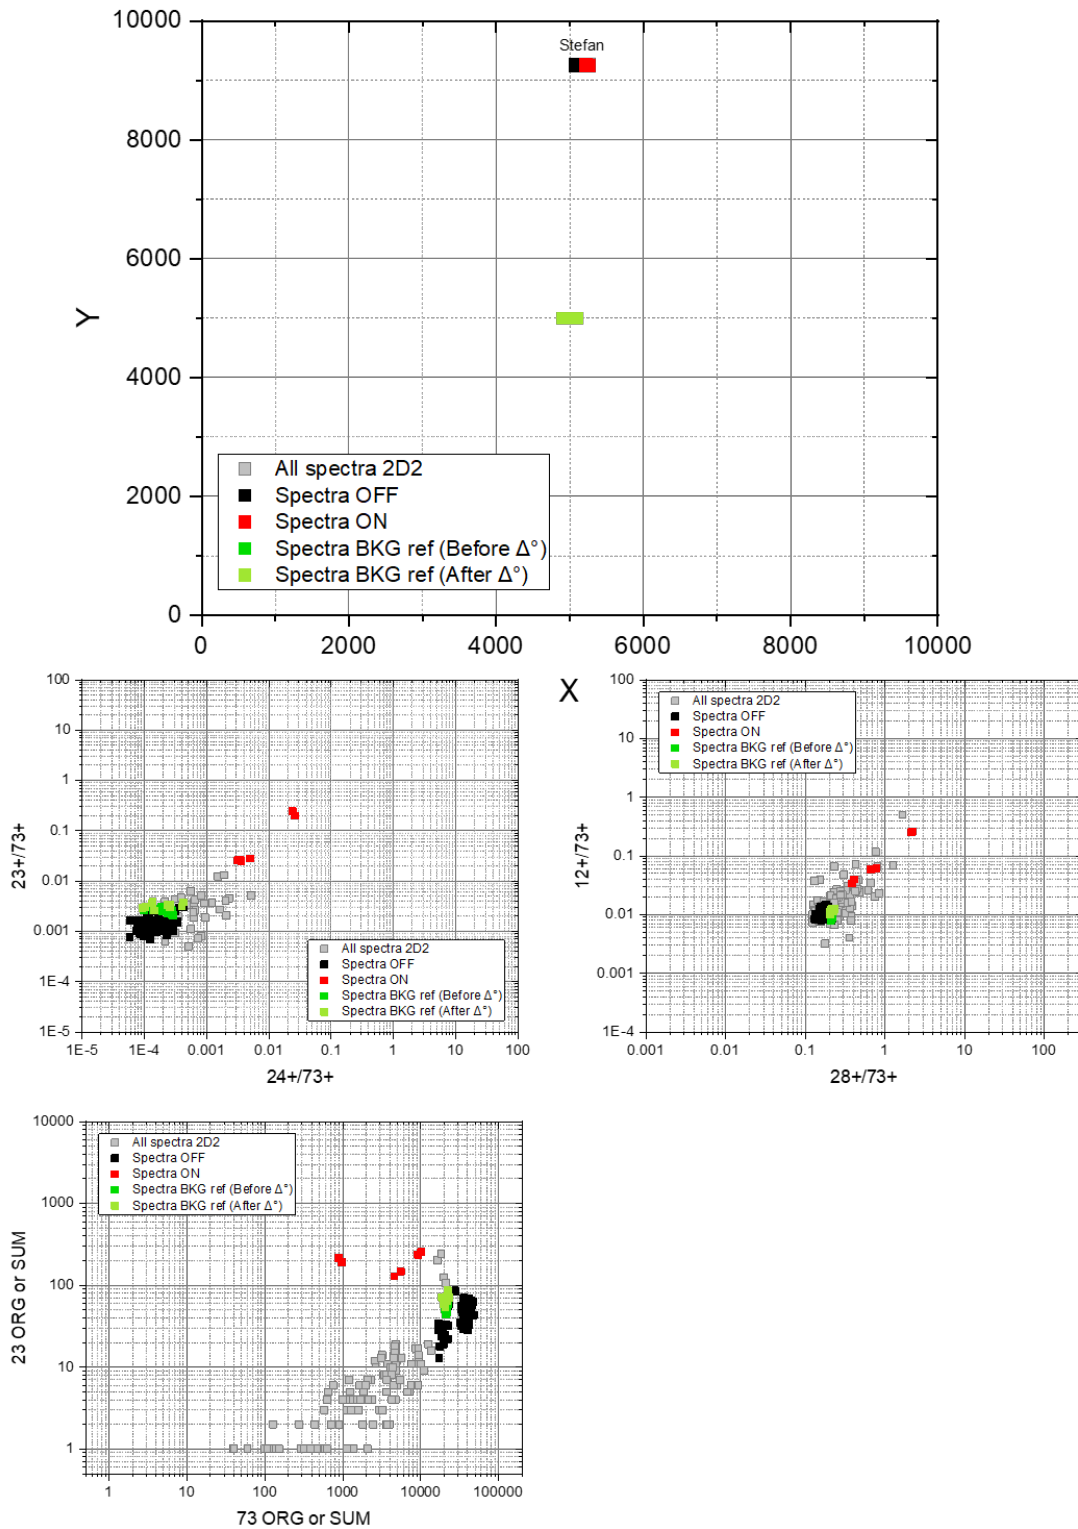 10000
Stefan
8000
6000
Y
4000
All spectra 2D2
Spectra OFF
2000
Spectra ON
Spectra BKG ref (Before Δ°)
Spectra BKG ref (After Δ°)
0
0 2000 4000 6000 8000 10000
X
100
10
1
0.1
0.01
0.001
1E-4
1E-5
23+/73+
All spectra 2D2
Spectra OFF
Spectra ON
Spectra BKG ref (Before Δ°)
Spectra BKG ref (After Δ°)
1E-5 1E-4 0.001 0.01 0.1 1 10 100
24+/73+
100
10
1
0.1
0.01
0.001
1E-4
12+/73+
All spectra 2D2
Spectra OFF
Spectra ON
Spectra BKG ref (Before Δ°)
Spectra BKG ref (After Δ°)
0.001 0.01 0.1 1 10 100
28+/73+
10000
1000
100
10
1
23 ORG or SUM
All spectra 2D2
Spectra OFF
Spectra ON
Spectra BKG ref (Before Δ°)
Spectra BKG ref (After Δ°)
1 10 100 1000 10000 100000
73 ORG or SUM